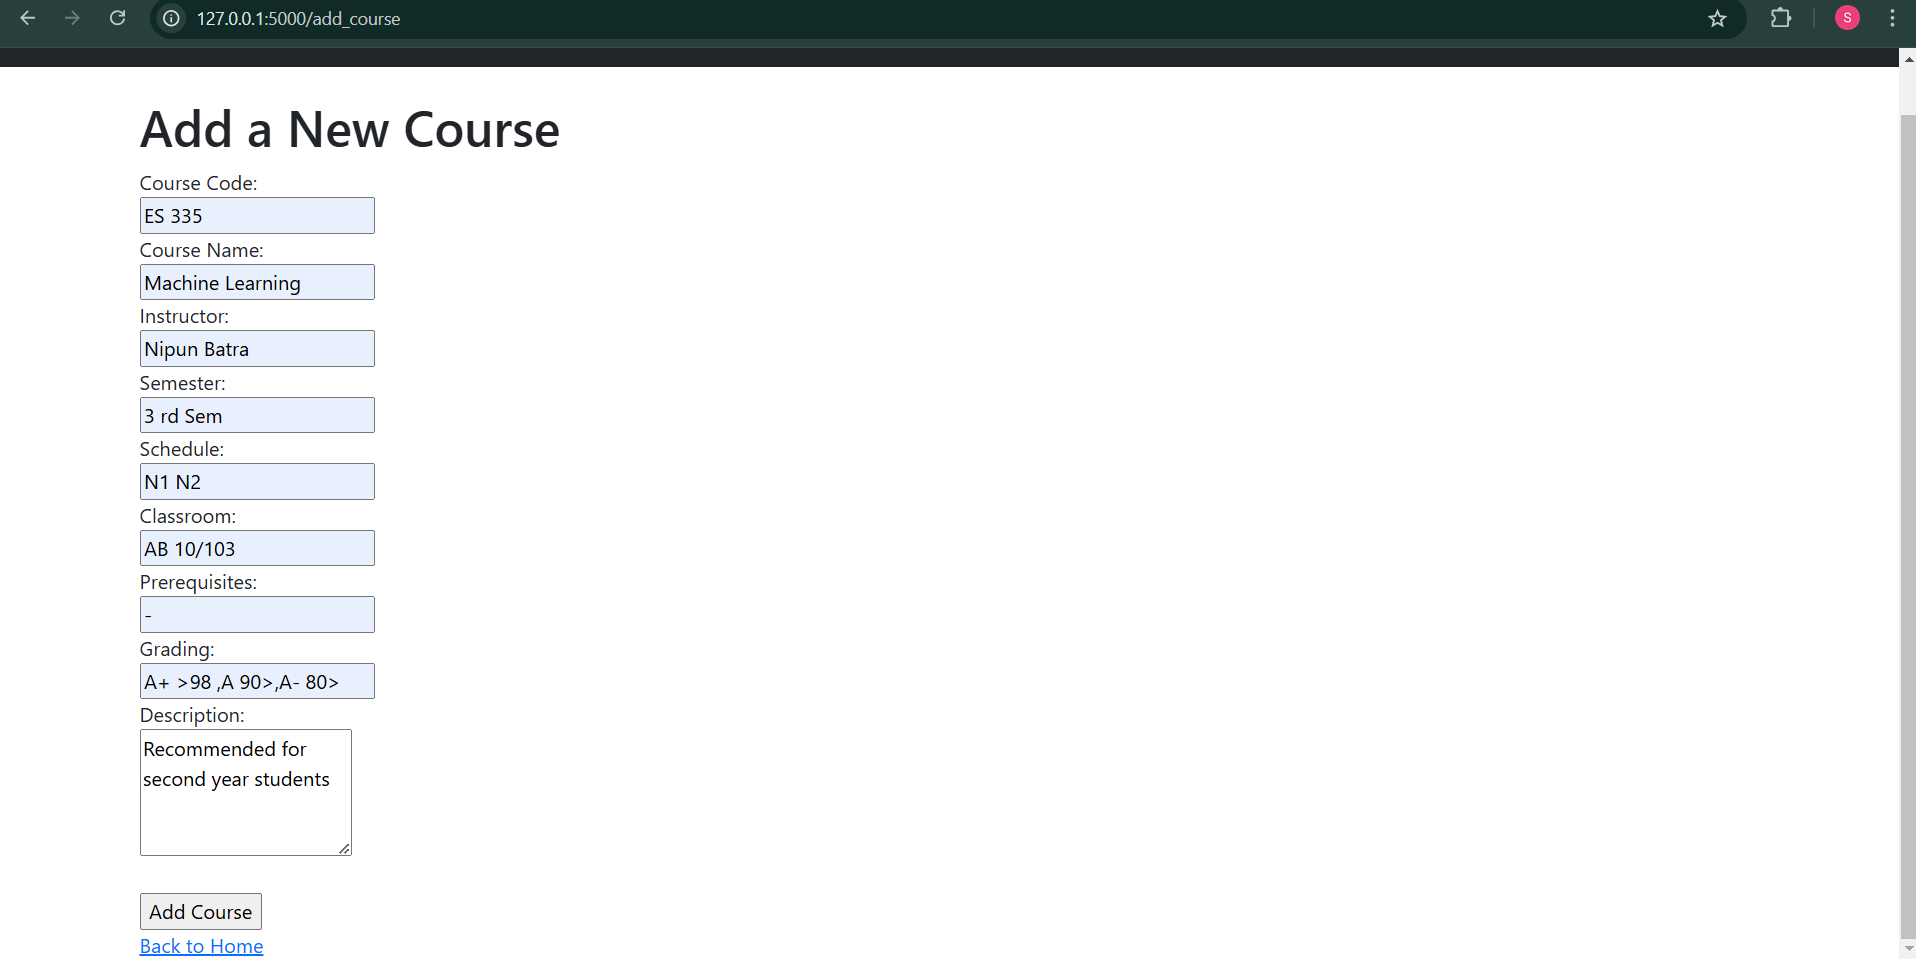 127.0.0.1:5000/add_course
S
Add a New Course
Course Code:
ES 335
Course Name:
Machine Learning
Instructor:
Nipun Batra
Semester:
3 rd Sem
Schedule:
N1 N2
Classroom:
AB 10/103
Prerequisites:
-
Grading:
A+ >98 ,A 90>,A- 80>
Description:
Recommended for
second year students
Add Course
Back to Home